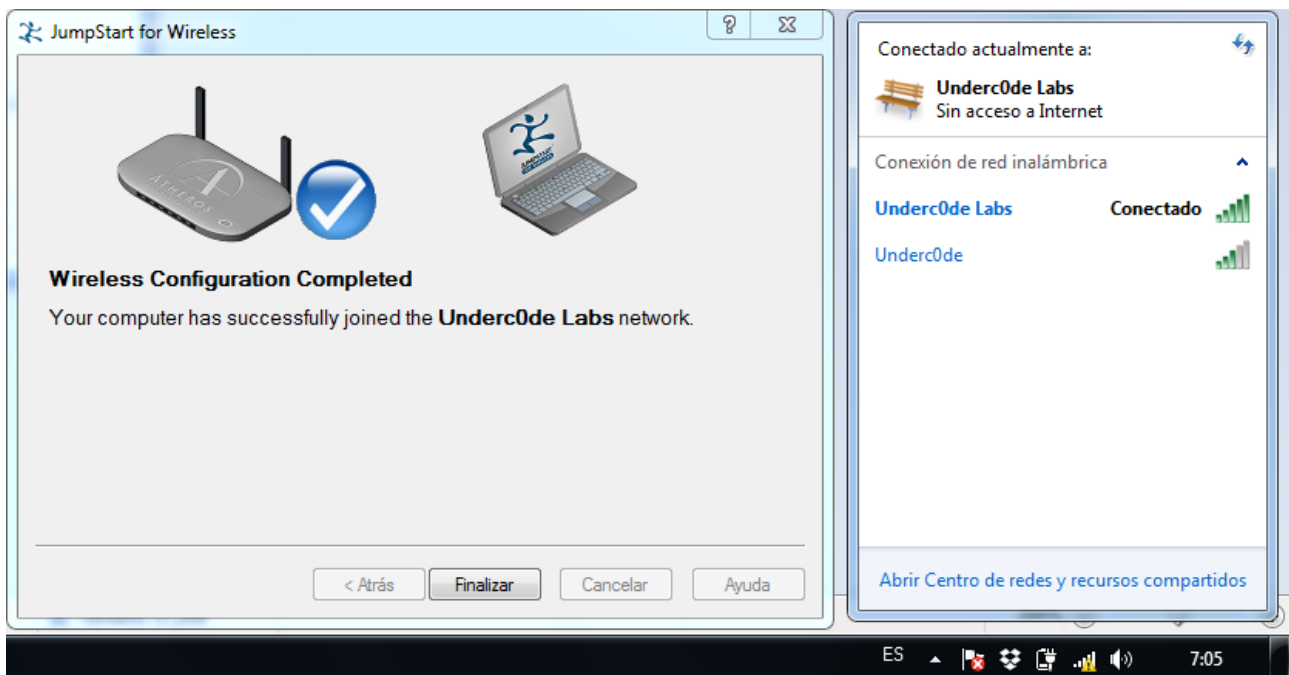 JumpStart for Wireless
ATHEROS
JUMPSTART
Wireless Configuration Completed
Your computer has successfully joined the Underc0de Labs network.
< Atrás
Finalizar
Cancelar
Ayuda
Conectado actualmente a:
Underc0de Labs
Sin acceso a Internet
Conexión de red inalámbrica
Underc0de Labs Conectado
Underc0de
Abrir Centro de redes y recursos compartidos
ES 7:05